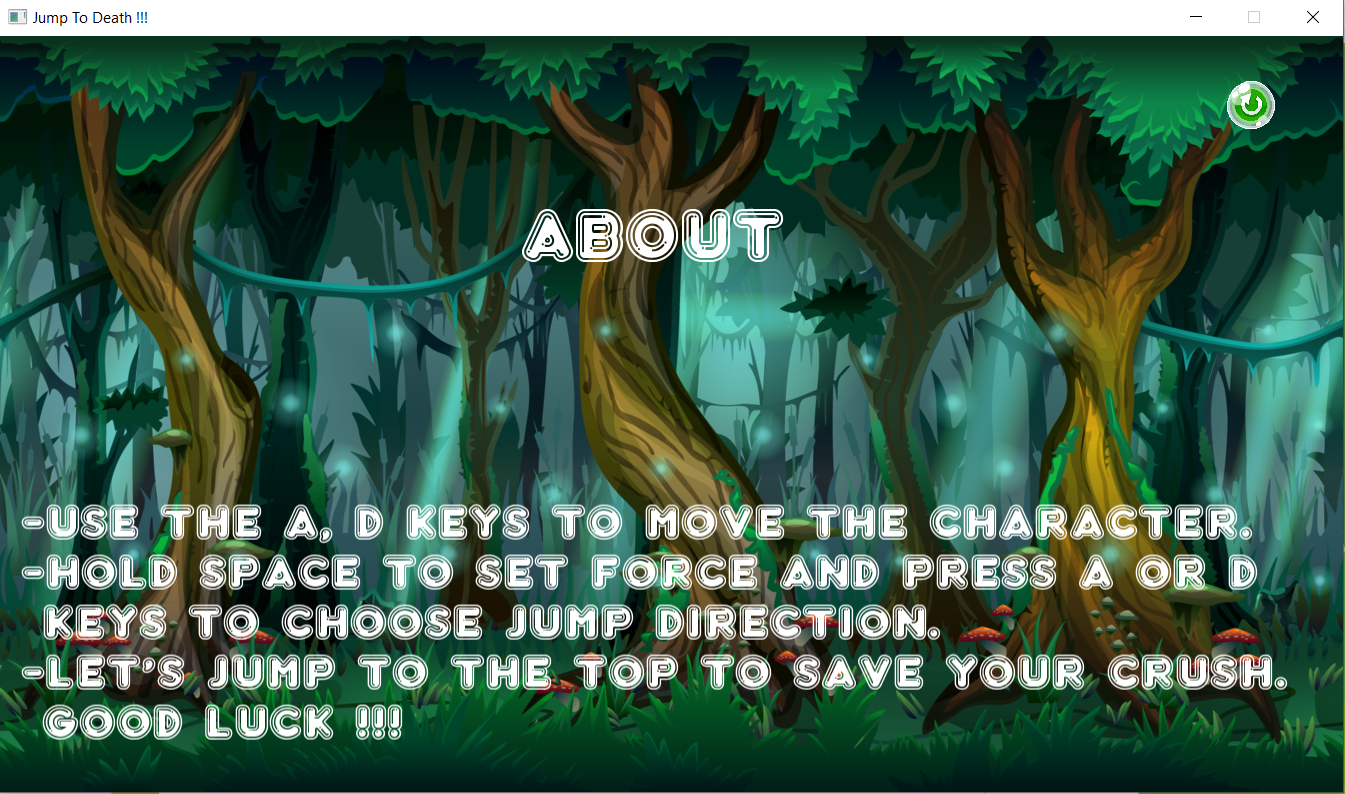 Jump To Death !!!
ABOUT
-USE THE A, D KEYS TO MOVE THE CHARACTER.
-HOLD SPACE TO SET FORCE AND PRESS A OR D
KEYS TO CHOOSE JUMP DIRECTION.
-LET'S JUMP TO THE TOP TO SAVE YOUR CRUSH.
GOOD LUCK !!!